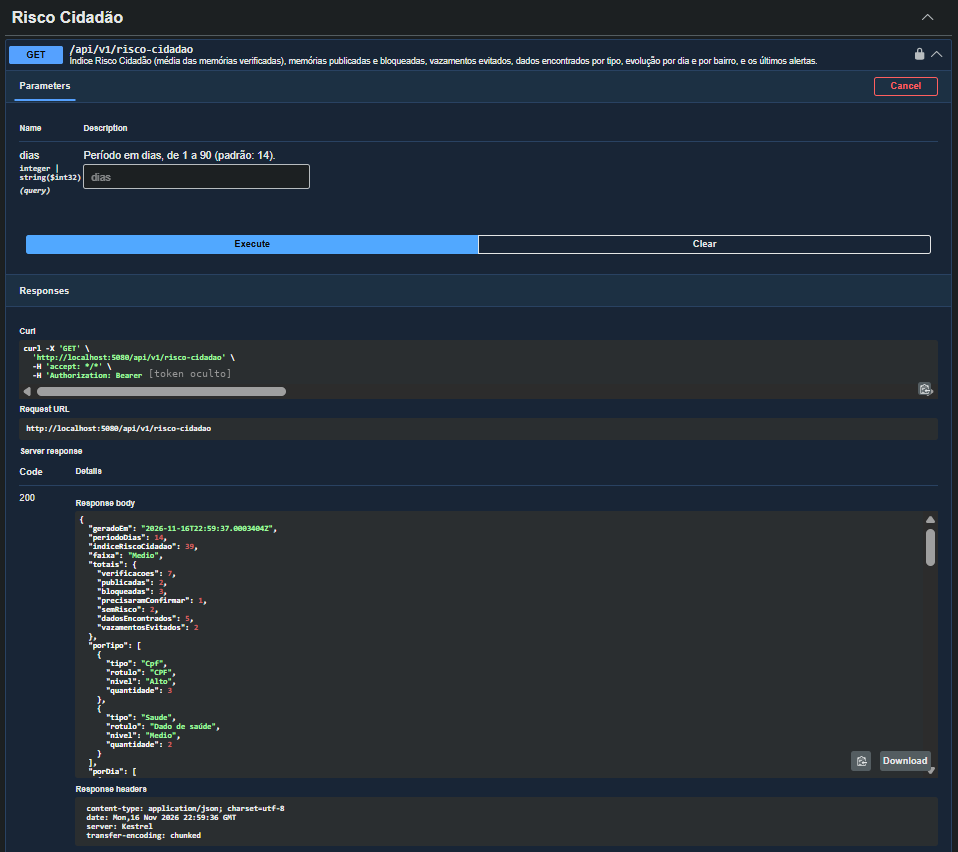 Risco Cidadão
GET /api/v1/risco-cidadao
Índice Risco Cidadão (média das memórias verificadas), memórias publicadas e bloqueadas, vazamentos evitados, dados encontrados por tipo, evolução por dia e por bairro, e os últimos alertas.
Parameters
Cancel
Name Description
dias Período em dias, de 1 a 90 (padrão: 14).
integer |
string($int32)
dias
(query)
Execute Clear
Responses
Curl
curl -X 'GET' \
'http://localhost:5080/api/v1/risco-cidadao' \
-H 'accept: */*' \
-H 'Authorization: Bearer [token oculto]
Request URL
http://localhost:5080/api/v1/risco-cidadao
Server response
Code Details
200
Response body
{
"geradoEm": "2026-11-16T22:59:37.0003404Z",
"periodoDias": 14,
"indiceRiscoCidadao": 39,
"faixa": "Medio",
"totais": {
"verificacoes": 7,
"publicadas": 2,
"bloqueadas": 3,
"precisaramConfirmar": 1,
"semRisco": 2,
"dadosEncontrados": 5,
"vazamentosEvitados": 2
},
"porTipo": [
{
"tipo": "Cpf",
"rotulo": "CPF",
"nivel": "Alto",
"quantidade": 3
},
{
"tipo": "Saude",
"rotulo": "Dado de saúde",
"nivel": "Medio",
"quantidade": 2
}
],
"porDia": [
Download
Response headers
content-type: application/json; charset=utf-8
date: Mon,16 Nov 2026 22:59:36 GMT
server: Kestrel
transfer-encoding: chunked